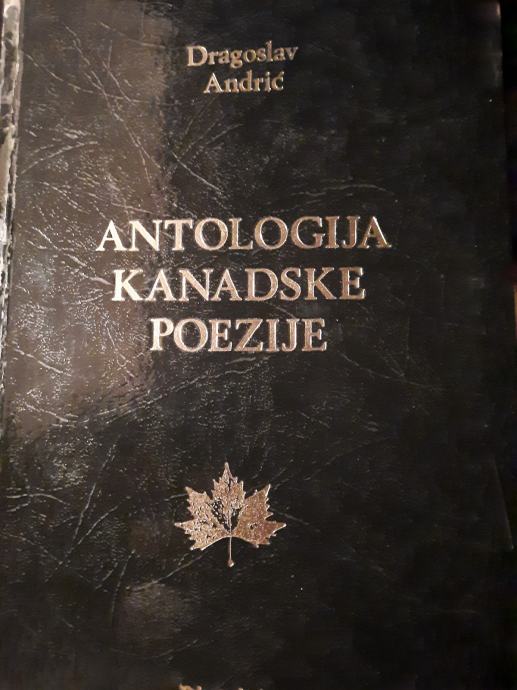 Dragoslav
Andrić
ANTOLOGIJA
KANADSKE
POEZIJE